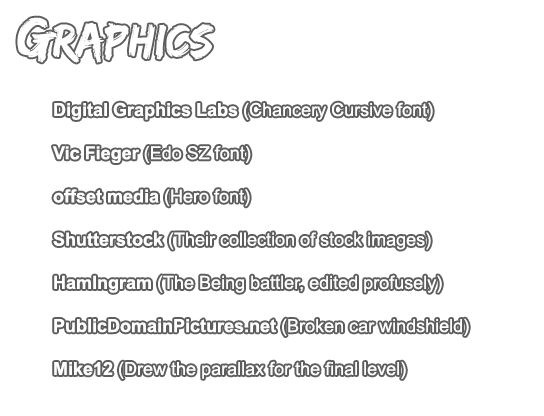 GRAPHICS
Digital Graphics Labs (Chancery Cursive font)
Vic Fieger (Edo SZ font)
offset media (Hero font)
Shutterstock (Their collection of stock images)
HamIngram (The Being battler, edited profusely)
PublicDomainPictures.net (Broken car windshield)
Mike12 (Drew the parallax for the final level)